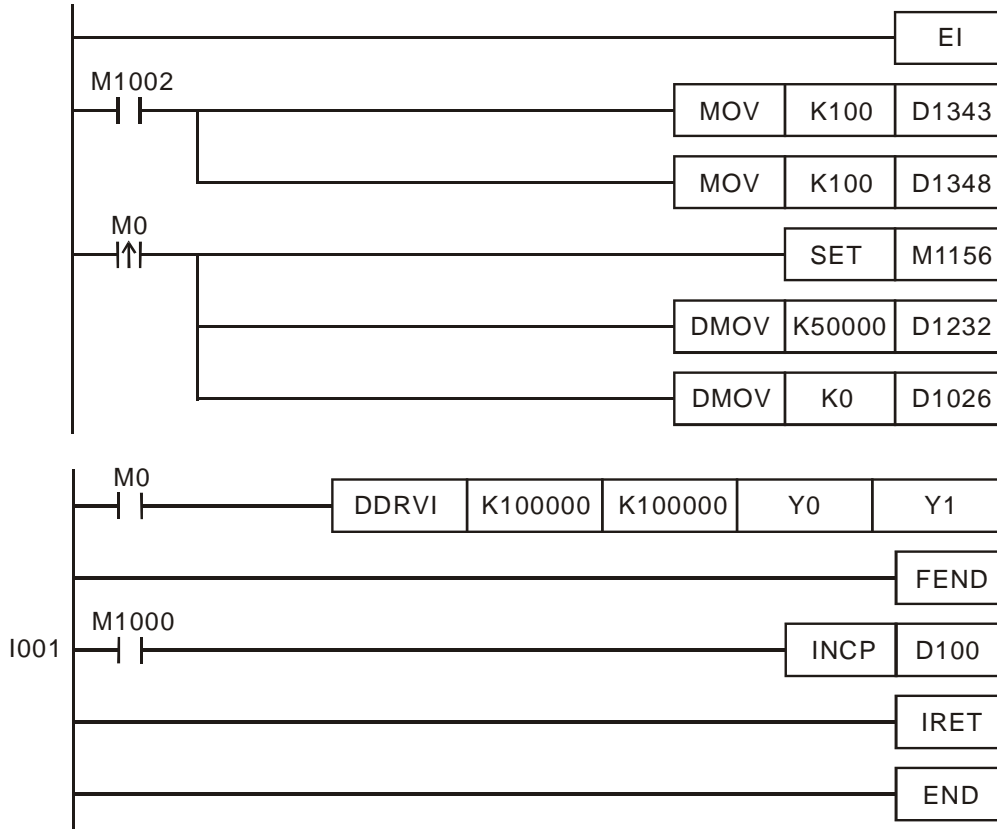 EI
M1002
MOV K100 D1343
MOV K100 D1348
M0
SET M1156
DMOV K50000 D1232
DMOV K0 D1026
M0
DDRVI K100000 K100000 Y0 Y1
FEND
M1000
I001 INCP D100
IRET
END